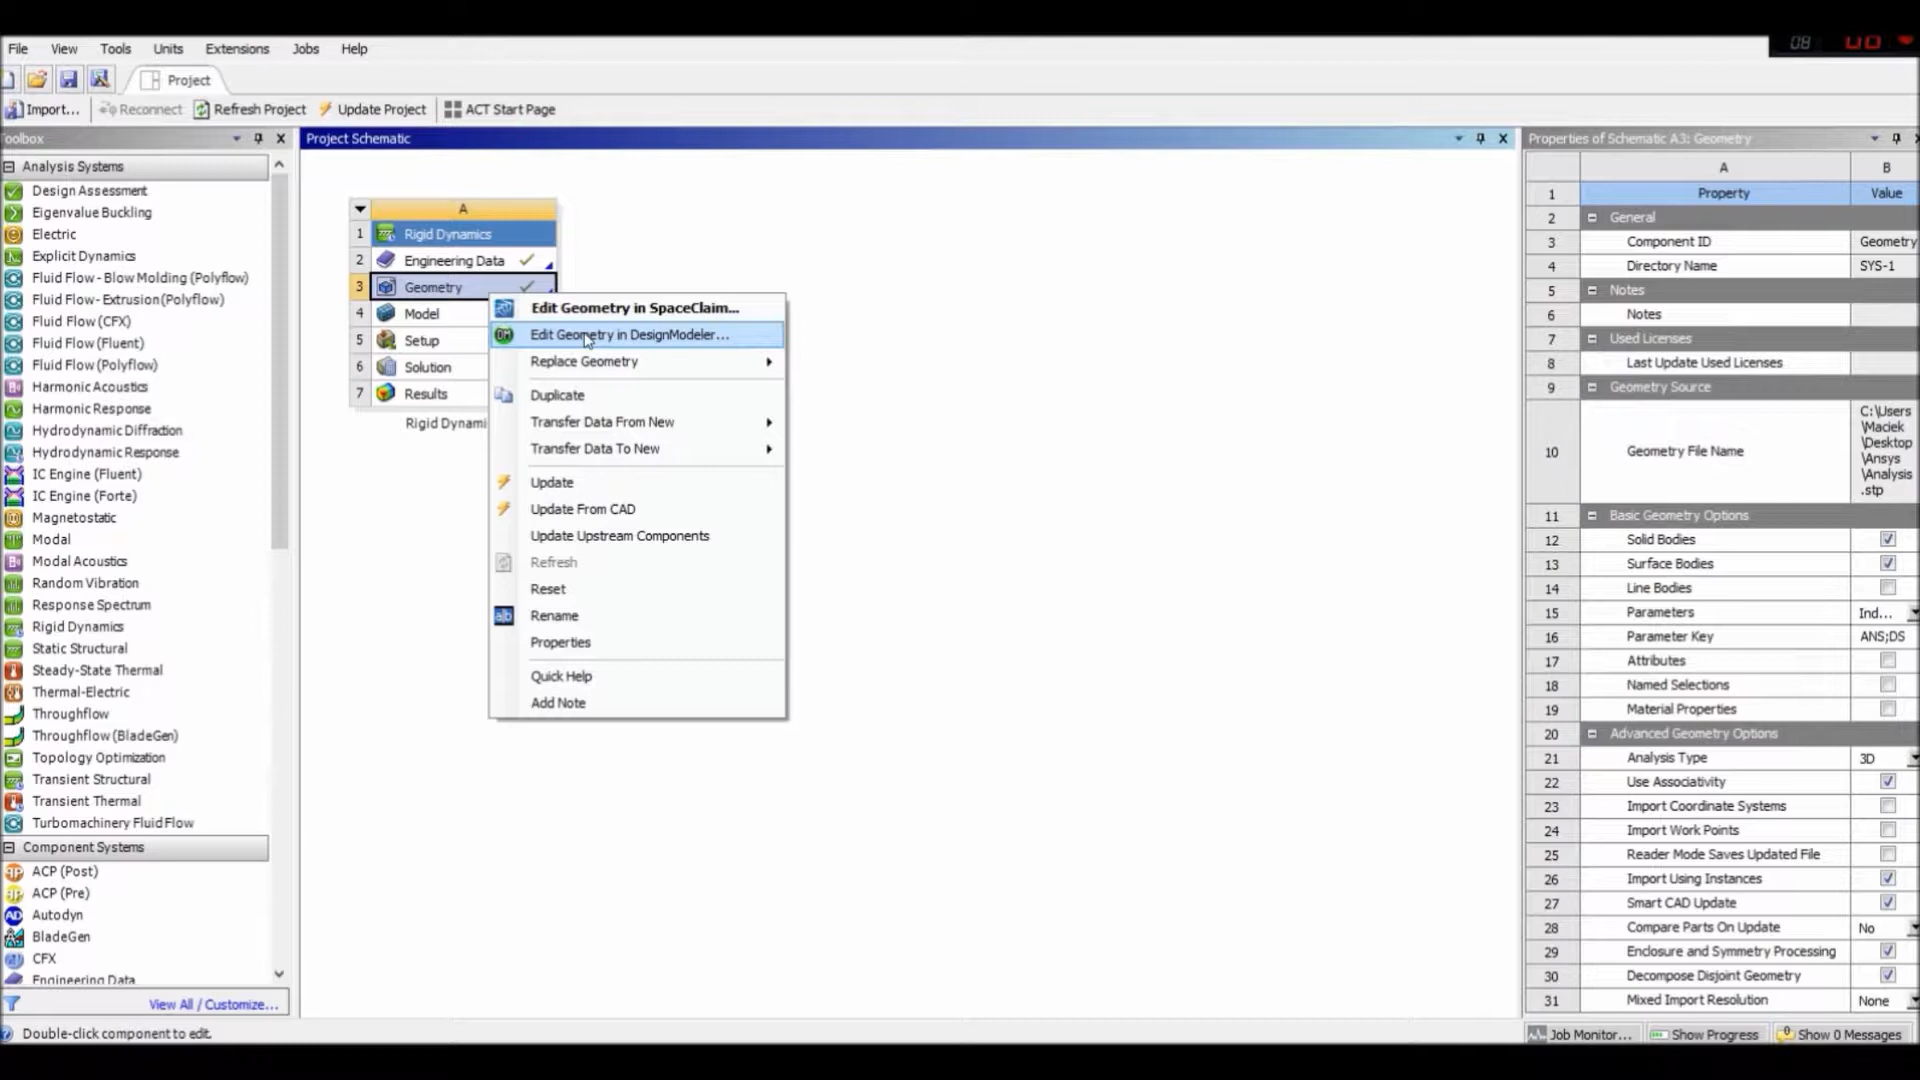 File View Tools Units Extensions Jobs Help
08 00
Project
Import... Reconnect Refresh Project Update Project ACT Start Page
Toolbox
Analysis Systems
Design Assessment
Eigenvalue Buckling
Electric
Explicit Dynamics
Fluid Flow - Blow Molding (Polyflow)
Fluid Flow - Extrusion (Polyflow)
Fluid Flow (CFX)
Fluid Flow (Fluent)
Fluid Flow (Polyflow)
Harmonic Acoustics
Harmonic Response
Hydrodynamic Diffraction
Hydrodynamic Response
IC Engine (Fluent)
IC Engine (Forte)
Magnetostatic
Modal
Modal Acoustics
Random Vibration
Response Spectrum
Rigid Dynamics
Static Structural
Steady-State Thermal
Thermal-Electric
Throughflow
Throughflow (BladeGen)
Topology Optimization
Transient Structural
Transient Thermal
Turbomachinery Fluid Flow
Component Systems
ACP (Post)
ACP (Pre)
Autodyn
BladeGen
CFX
Engineering Data
View All / Customize...
Project Schematic
A
1 Rigid Dynamics
2 Engineering Data
3 Geometry
4 Model
5 Setup
6 Solution
7 Results
Rigid Dynami
Edit Geometry in SpaceClaim...
Edit Geometry in DesignModeler...
Replace Geometry
Duplicate
Transfer Data From New
Transfer Data To New
Update
Update From CAD
Update Upstream Components
Refresh
Reset
Rename
Properties
Quick Help
Add Note
Properties of Schematic A3: Geometry
A B
1 Property Value
2 General
3 Component ID Geometry
4 Directory Name SYS-1
5 Notes
6 Notes
7 Used Licenses
8 Last Update Used Licenses
9 Geometry Source
10 Geometry File Name C:\Users
\Maciek
\Desktop
\Ansys
\Analysis
.stp
11 Basic Geometry Options
12 Solid Bodies
13 Surface Bodies
14 Line Bodies
15 Parameters Ind...
16 Parameter Key ANS;DS
17 Attributes
18 Named Selections
19 Material Properties
20 Advanced Geometry Options
21 Analysis Type 3D
22 Use Associativity
23 Import Coordinate Systems
24 Import Work Points
25 Reader Mode Saves Updated File
26 Import Using Instances
27 Smart CAD Update
28 Compare Parts On Update No
29 Enclosure and Symmetry Processing
30 Decompose Disjoint Geometry
31 Mixed Import Resolution None
Double-click component to edit.
Job Monitor... Show Progress Show 0 Messages